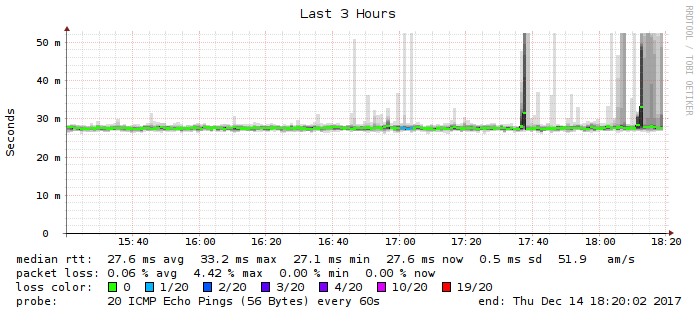 Last 3 Hours
RRDTOOL / TOBI OETIKER
Seconds
50 m
40 m
30 m
20 m
10 m
0
15:40 16:00 16:20 16:40 17:00 17:20 17:40 18:00 18:20
median rtt: 27.6 ms avg 33.2 ms max 27.1 ms min 27.6 ms now 0.5 ms sd 51.9 am/s
packet loss: 0.06 % avg 4.42 % max 0.00 % min 0.00 % now
loss color: 0 1/20 2/20 3/20 4/20 10/20 19/20
probe: 20 ICMP Echo Pings (56 Bytes) every 60s end: Thu Dec 14 18:20:02 2017